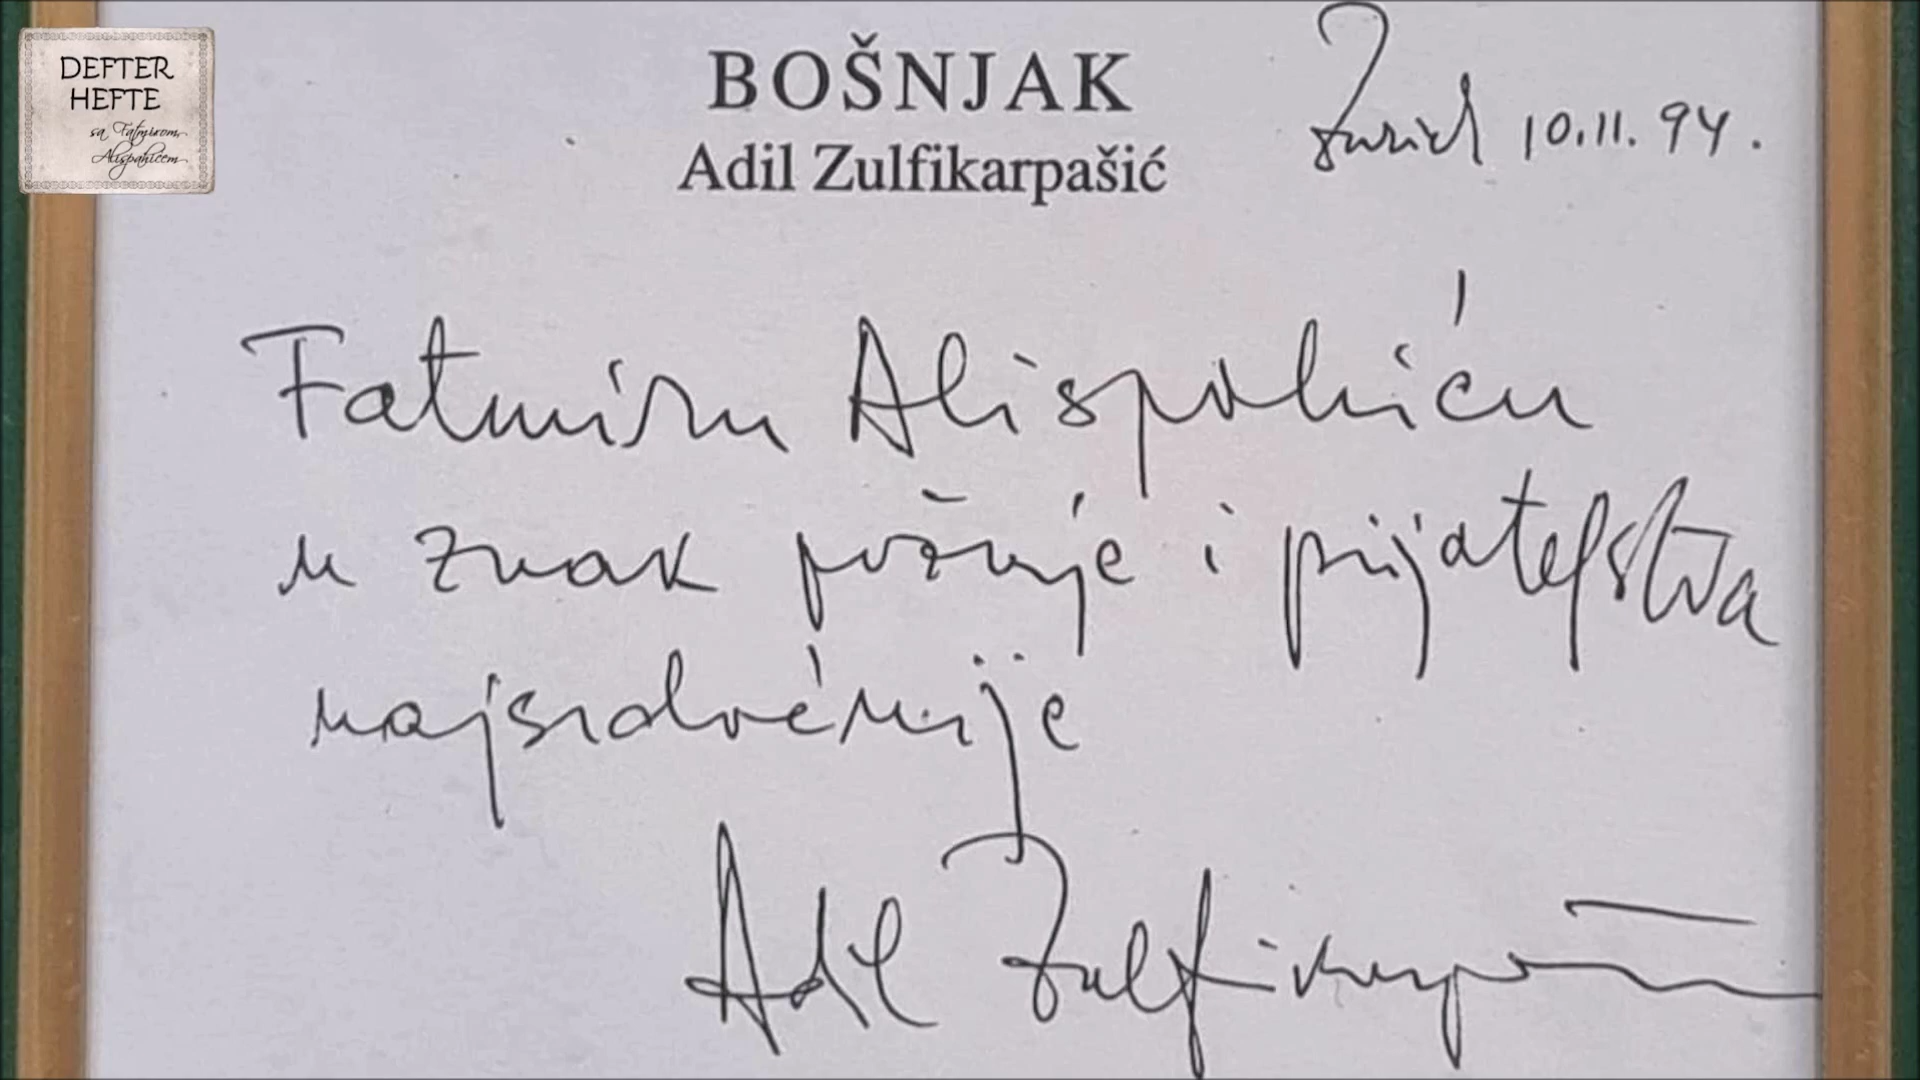 DEFTER
HEFTE
sa Fatmirom
Alispahićem
BOŠNJAK
Adil Zulfikarpašić
Zurich 10.11.94.
Fatmiru Alispahiću
u znak pažnje i prijateljstva
najsrdačnije
Adil Zulfikarpašić